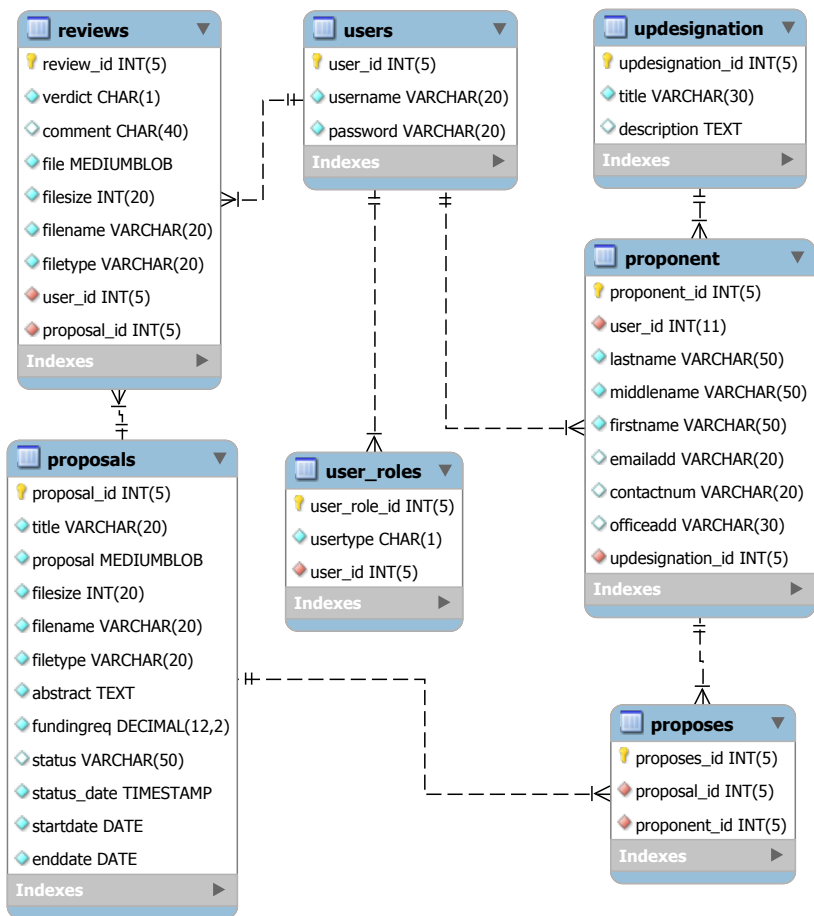 reviews
review_id INT(5)
verdict CHAR(1)
comment CHAR(40)
file MEDIUMBLOB
filesize INT(20)
filename VARCHAR(20)
filetype VARCHAR(20)
user_id INT(5)
proposal_id INT(5)
Indexes
users
user_id INT(5)
username VARCHAR(20)
password VARCHAR(20)
Indexes
updesignation
updesignation_id INT(5)
title VARCHAR(30)
description TEXT
Indexes
proponent
proponent_id INT(5)
user_id INT(11)
lastname VARCHAR(50)
middlename VARCHAR(50)
firstname VARCHAR(50)
emailadd VARCHAR(20)
contactnum VARCHAR(20)
officeadd VARCHAR(30)
updesignation_id INT(5)
Indexes
proposals
proposal_id INT(5)
title VARCHAR(20)
proposal MEDIUMBLOB
filesize INT(20)
filename VARCHAR(20)
filetype VARCHAR(20)
abstract TEXT
fundingreq DECIMAL(12,2)
status VARCHAR(50)
status_date TIMESTAMP
startdate DATE
enddate DATE
Indexes
user_roles
user_role_id INT(5)
usertype CHAR(1)
user_id INT(5)
Indexes
proposes
proposes_id INT(5)
proposal_id INT(5)
proponent_id INT(5)
Indexes